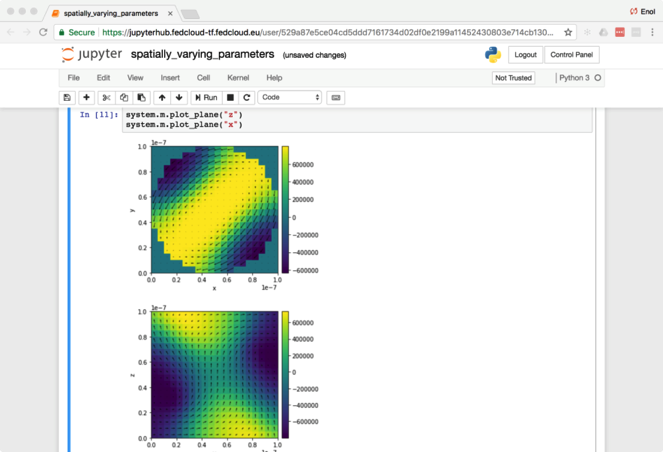 spatially_varying_parameters
Enol
Secure https://jupyterhub.fedcloud-tf.fedcloud.eu/user/529a87e5ce04cd5ddd7161734d02df0e2199a11452430803e714cb130...
jupyter spatially_varying_parameters (unsaved changes)
Logout Control Panel
File Edit View Insert Cell Kernel Help
Not Trusted Python 3
Run Code
In [11]: system.m.plot_plane("z")
system.m.plot_plane("x")
1e-7
1.0
0.8
0.6
0.4
0.2
0.0
y
0.0 0.2 0.4 0.6 0.8 1.0
x 1e-7
600000
400000
200000
0
−200000
−400000
−600000
1e-7
1.0
0.8
0.6
0.4
0.2
0.0
z
0.0 0.2 0.4 0.6 0.8 1.0
1e-7
600000
400000
200000
0
−200000
−400000
−600000